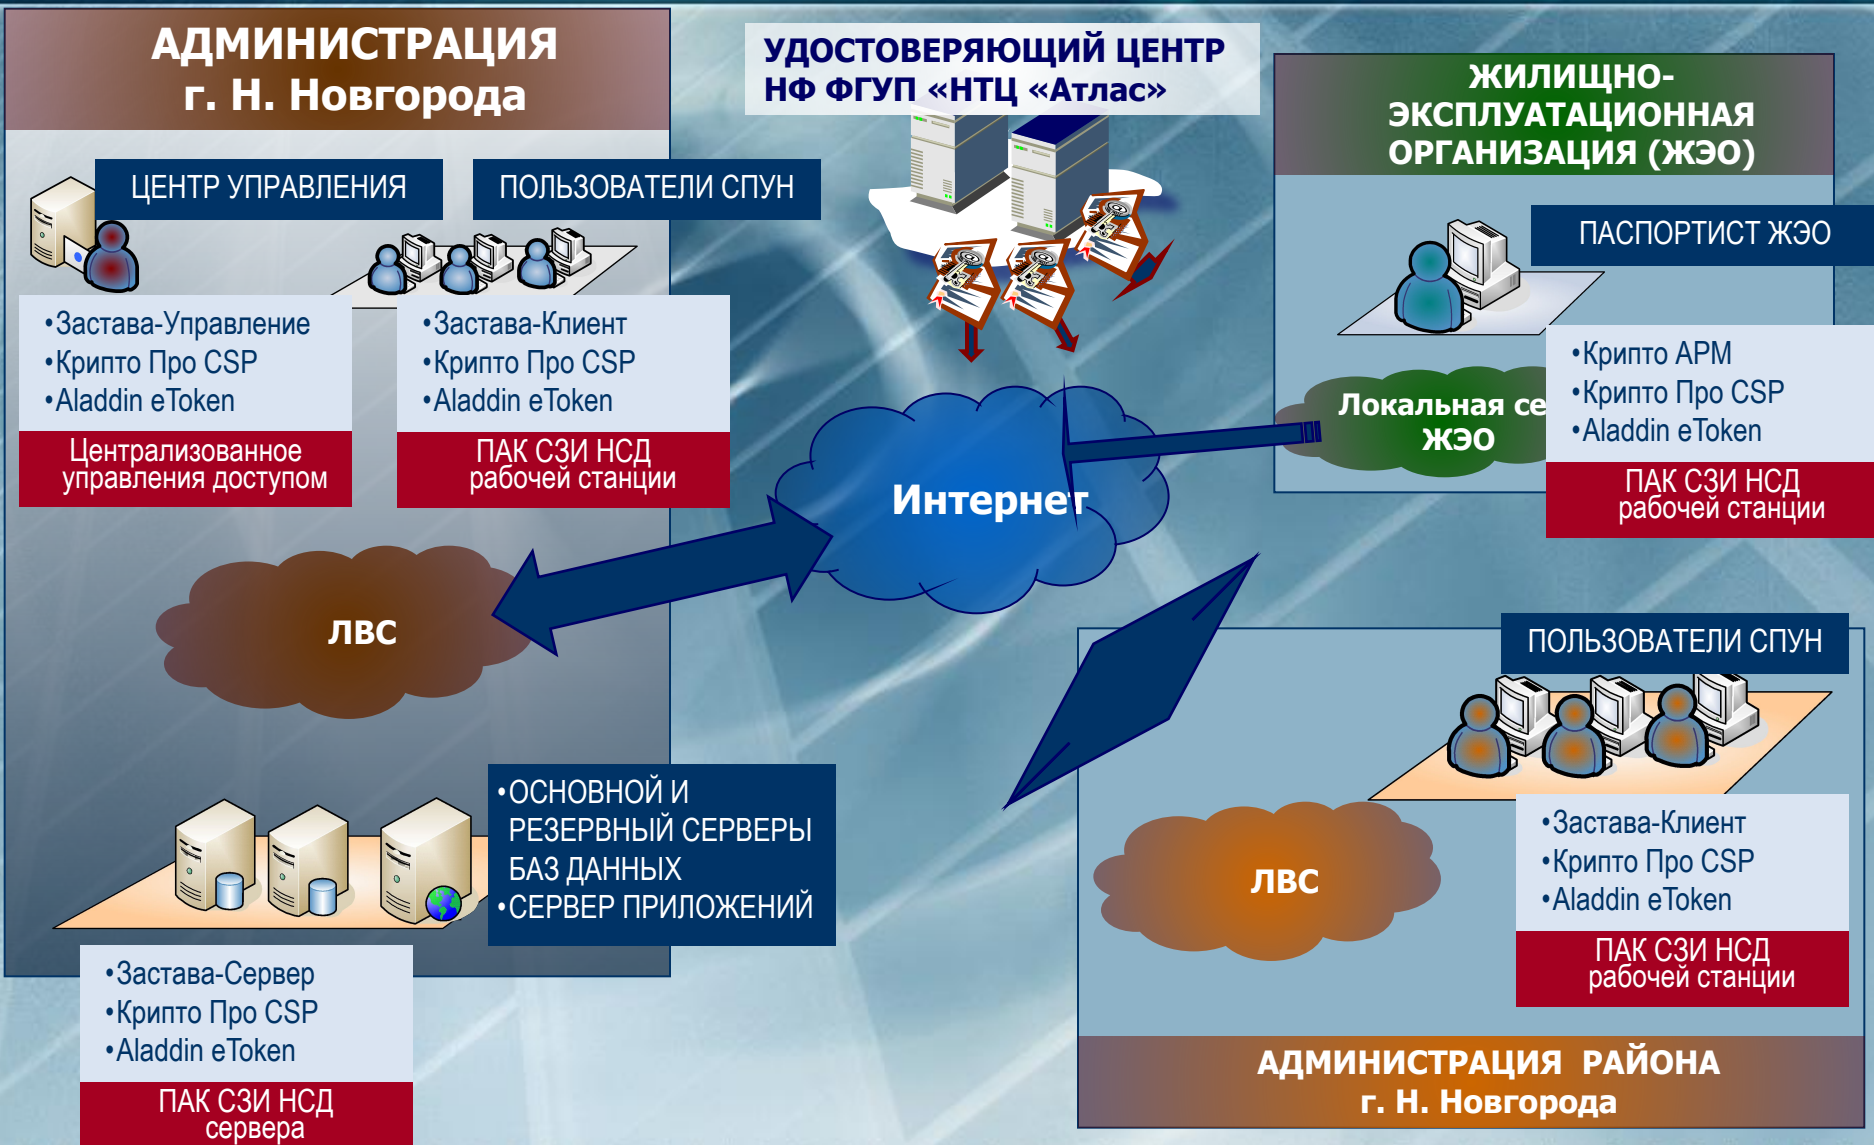 АДМИНИСТРАЦИЯ
г. Н. Новгорода
ЦЕНТР УПРАВЛЕНИЯ
•Застава-Управление
•Крипто Про CSP
•Aladdin eToken
Централизованное
управления доступом
ПОЛЬЗОВАТЕЛИ СПУН
•Застава-Клиент
•Крипто Про CSP
•Aladdin eToken
ПАК СЗИ НСД
рабочей станции
ЛВС
•ОСНОВНОЙ И
РЕЗЕРВНЫЙ СЕРВЕРЫ
БАЗ ДАННЫХ
•СЕРВЕР ПРИЛОЖЕНИЙ
•Застава-Сервер
•Крипто Про CSP
•Aladdin eToken
ПАК СЗИ НСД
сервера
УДОСТОВЕРЯЮЩИЙ ЦЕНТР
НФ ФГУП «НТЦ «Атлас»
Интернет
ЖИЛИЩНО-
ЭКСПЛУАТАЦИОННАЯ
ОРГАНИЗАЦИЯ (ЖЭО)
ПАСПОРТИСТ ЖЭО
Локальная се
ЖЭО
•Крипто АРМ
•Крипто Про CSP
•Aladdin eToken
ПАК СЗИ НСД
рабочей станции
ПОЛЬЗОВАТЕЛИ СПУН
ЛВС
•Застава-Клиент
•Крипто Про CSP
•Aladdin eToken
ПАК СЗИ НСД
рабочей станции
АДМИНИСТРАЦИЯ РАЙОНА
г. Н. Новгорода